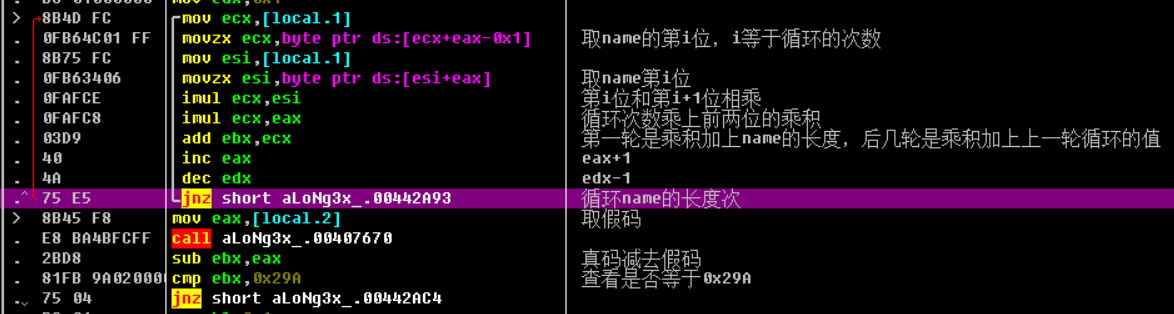 > 8B4D FC mov ecx,[local.1]
. 0FB64C01 FF movzx ecx,byte ptr ds:[ecx+eax-0x1] 取name的第i位，i等于循环的次数
. 8B75 FC mov esi,[local.1]
. 0FB63406 movzx esi,byte ptr ds:[esi+eax] 取name第i位
. 0FAFCE imul ecx,esi 第i位和第i+1位相乘
. 0FAFC8 imul ecx,eax 循环次数乘上前两位的乘积
. 03D9 add ebx,ecx 第一轮是乘积加上name的长度，后几轮是乘积加上上一轮循环的值
. 40 inc eax eax+1
. 4A dec edx edx-1
.^ 75 E5 jnz short aLoNg3x_.00442A93 循环name的长度次
> 8B45 F8 mov eax,[local.2] 取假码
. E8 BA4BFCFF call aLoNg3x_.00407670
. 2BD8 sub ebx,eax 真码减去假码
. 81FB 9A020000 cmp ebx,0x29A 查看是否等于0x29A
.⌄ 75 04 jnz short aLoNg3x_.00442AC4